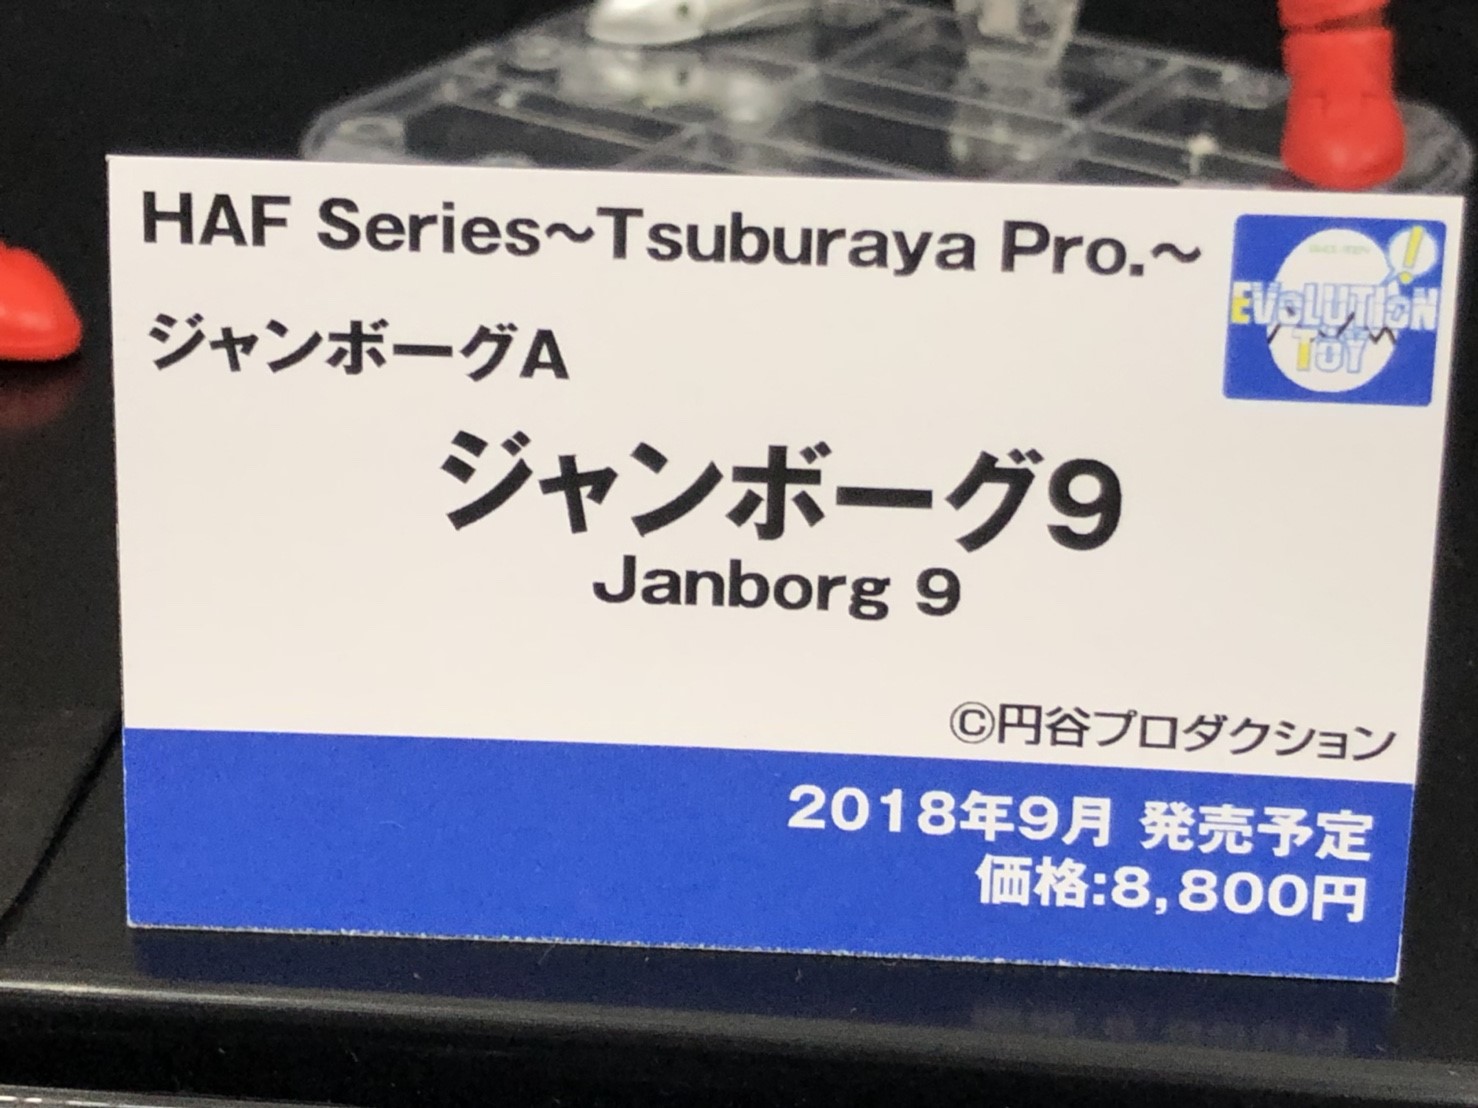 HAF Series~Tsuburaya Pro.~
ジャンボーグA
EVOLUTION
TOY
ジャンボーグ9
Janborg 9
©円谷プロダクション
2018年9月 発売予定
価格:8,800円